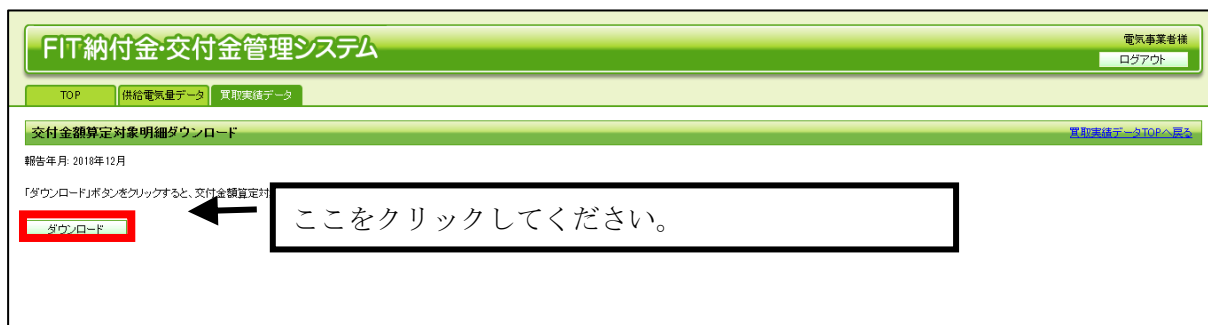 FIT納付金・交付金管理システム
電気事業者様
ログアウト
TOP
供給電気量データ
買取実績データ
交付金額算定対象明細ダウンロード
買取実績データTOPへ戻る
報告年月: 2018年12月
「ダウンロード」ボタンをクリックすると、交付金額算定対
ここをクリックしてください。
ダウンロード